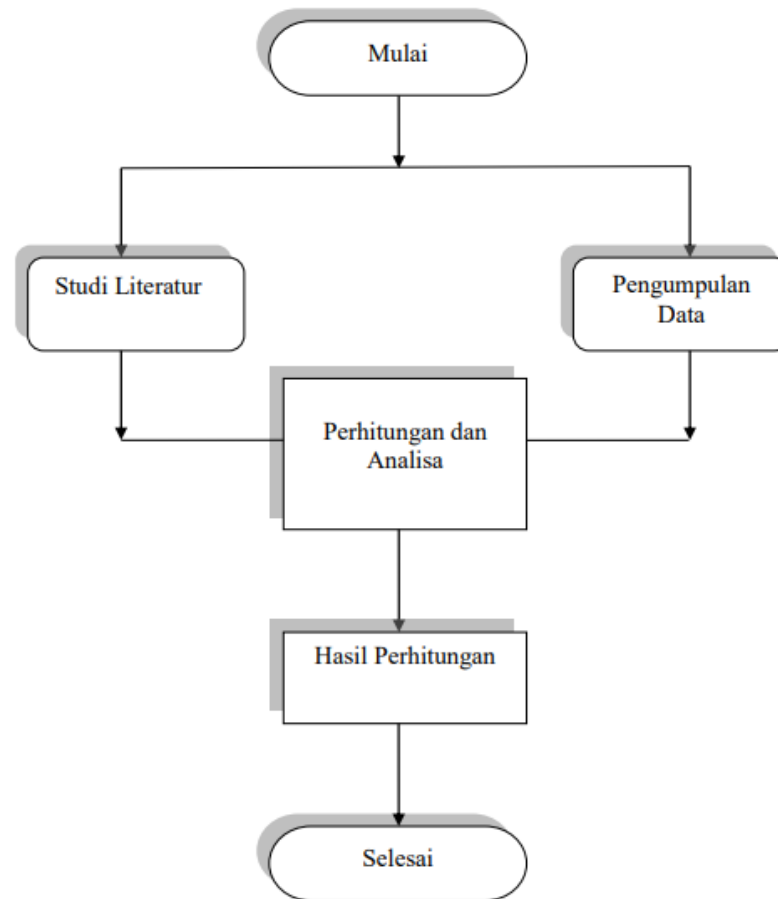 Mulai
Studi Literatur
Pengumpulan
Data
Perhitungan dan
Analisa
Hasil Perhitungan
Selesai